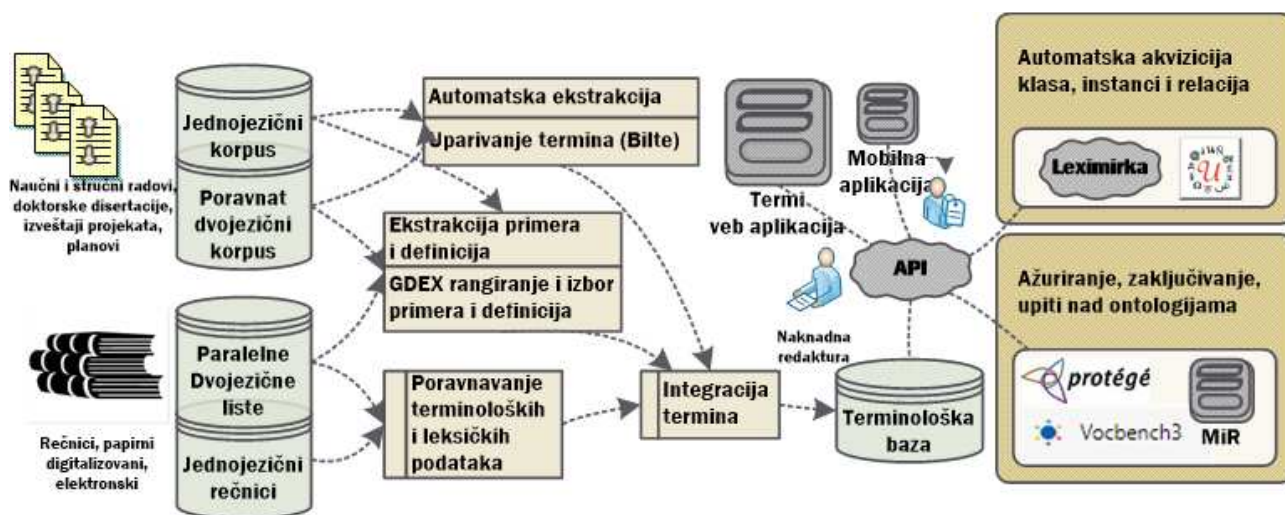 Naučni i stručni radovi,
doktorske disertacije,
izveštaji projekata,
planovi
Rečnici, papirni
digitalizovani,
elektronski
Jednojezični
korpus
Poravnat
dvojezični
korpus
Paralelne
Dvojezične
liste
Jednojezični
rečnici
Automatska ekstrakcija
Uparivanje termina (Bilte)
Ekstrakcija primera
i definicija
GDEX rangiranje i izbor
primera i definicija
Poravnavanje
terminoloških
i leksičkih
podataka
Integracija
termina
Termi
veb aplikacija
Mobilna
aplikacija
API
Naknadna
redaktura
Terminološka
baza
Automatska akvizicija
klasa, instanci i relacija
Leximirka
U
Ažuriranje, zaključivanje,
upiti nad ontologijama
protégé
Vocbench3
MiR